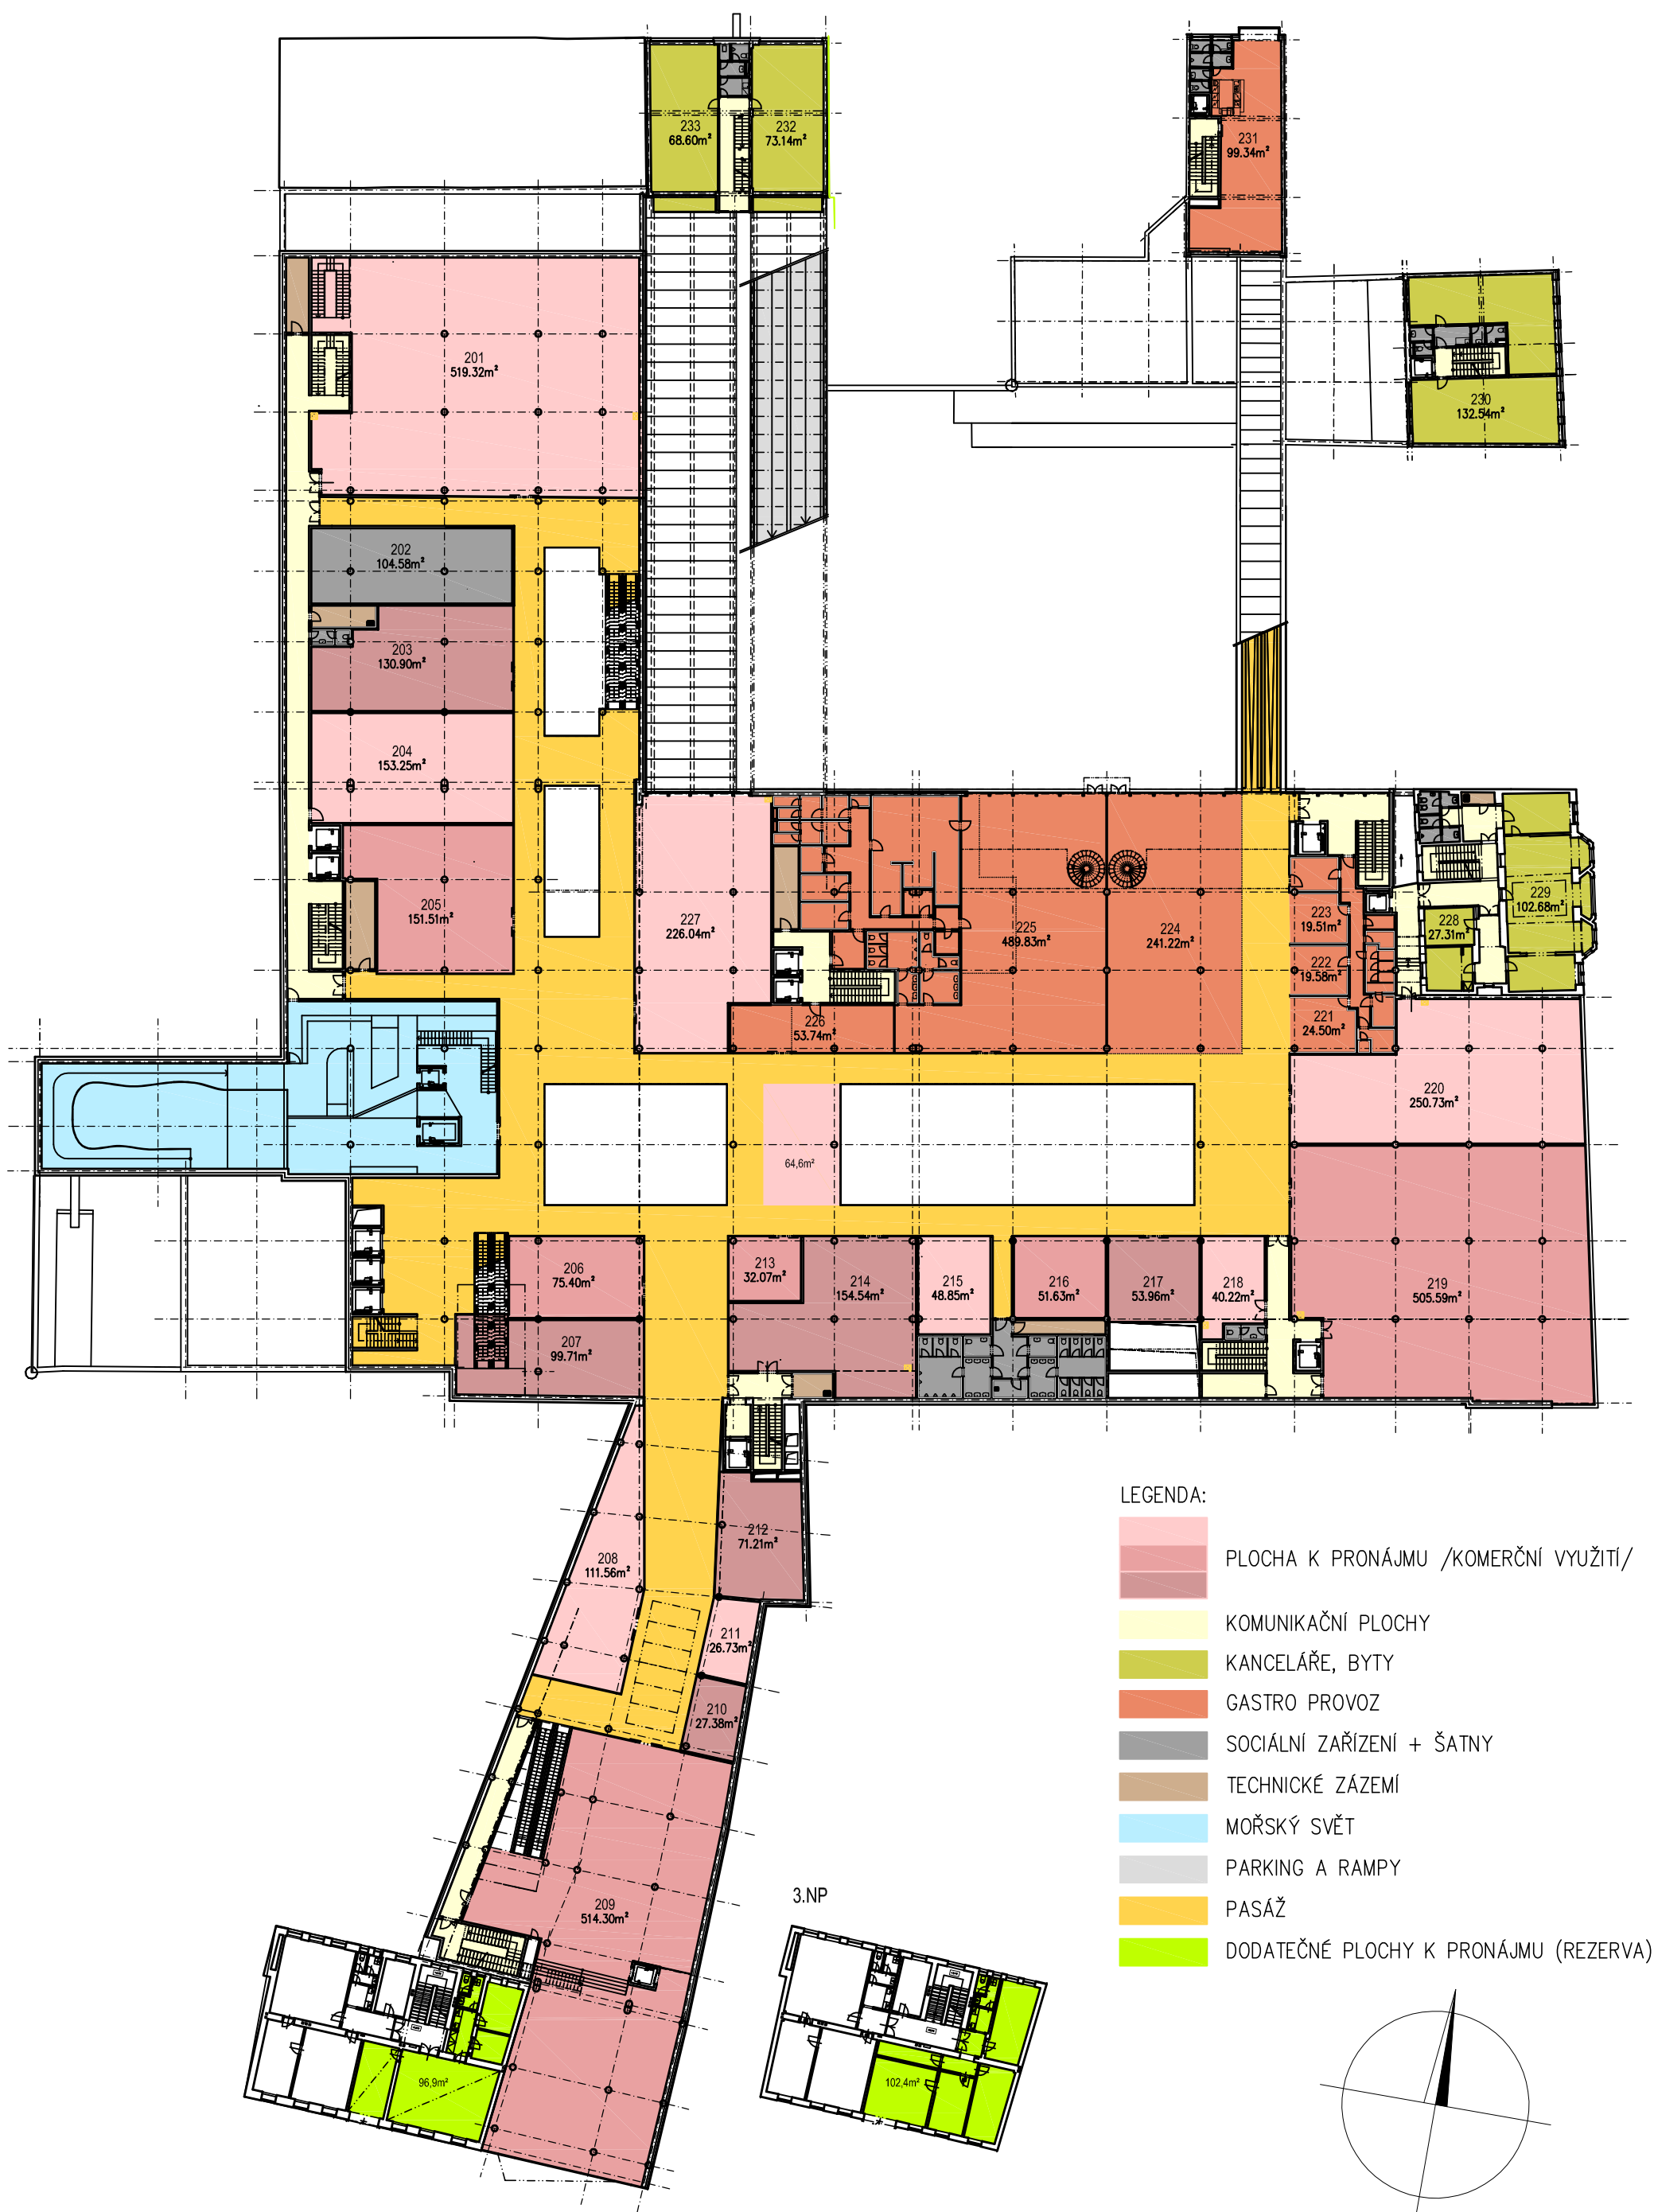 233
68.60m²
232
73.14m²
231
99.34m²
201
519.32m²
230
132.54m²
202
104.58m²
203
130.90m²
204
153.25m²
205
151.51m²
227
226.04m²
225
489.83m²
224
241.22m²
223
19.51m²
222
19.58m²
221
24.50m²
228
27.31m²
229
102.68m²
226
53.74m²
220
250.73m²
64,6m²
206
75.40m²
213
32.07m²
214
154.54m²
215
48.85m²
216
51.63m²
217
53.96m²
218
40.22m²
219
505.59m²
207
99.71m²
212
71.21m²
208
111.56m²
211
26.73m²
210
27.38m²
209
514.30m²
96,9m²
3.NP
102,4m²
LEGENDA:
PLOCHA K PRONÁJMU /KOMERČNÍ VYUŽITÍ/
KOMUNIKAČNÍ PLOCHY
KANCELÁŘE, BYTY
GASTRO PROVOZ
SOCIÁLNÍ ZAŘÍZENÍ + ŠATNY
TECHNICKÉ ZÁZEMÍ
MOŘSKÝ SVĚT
PARKING A RAMPY
PASÁŽ
DODATEČNÉ PLOCHY K PRONÁJMU (REZERVA)